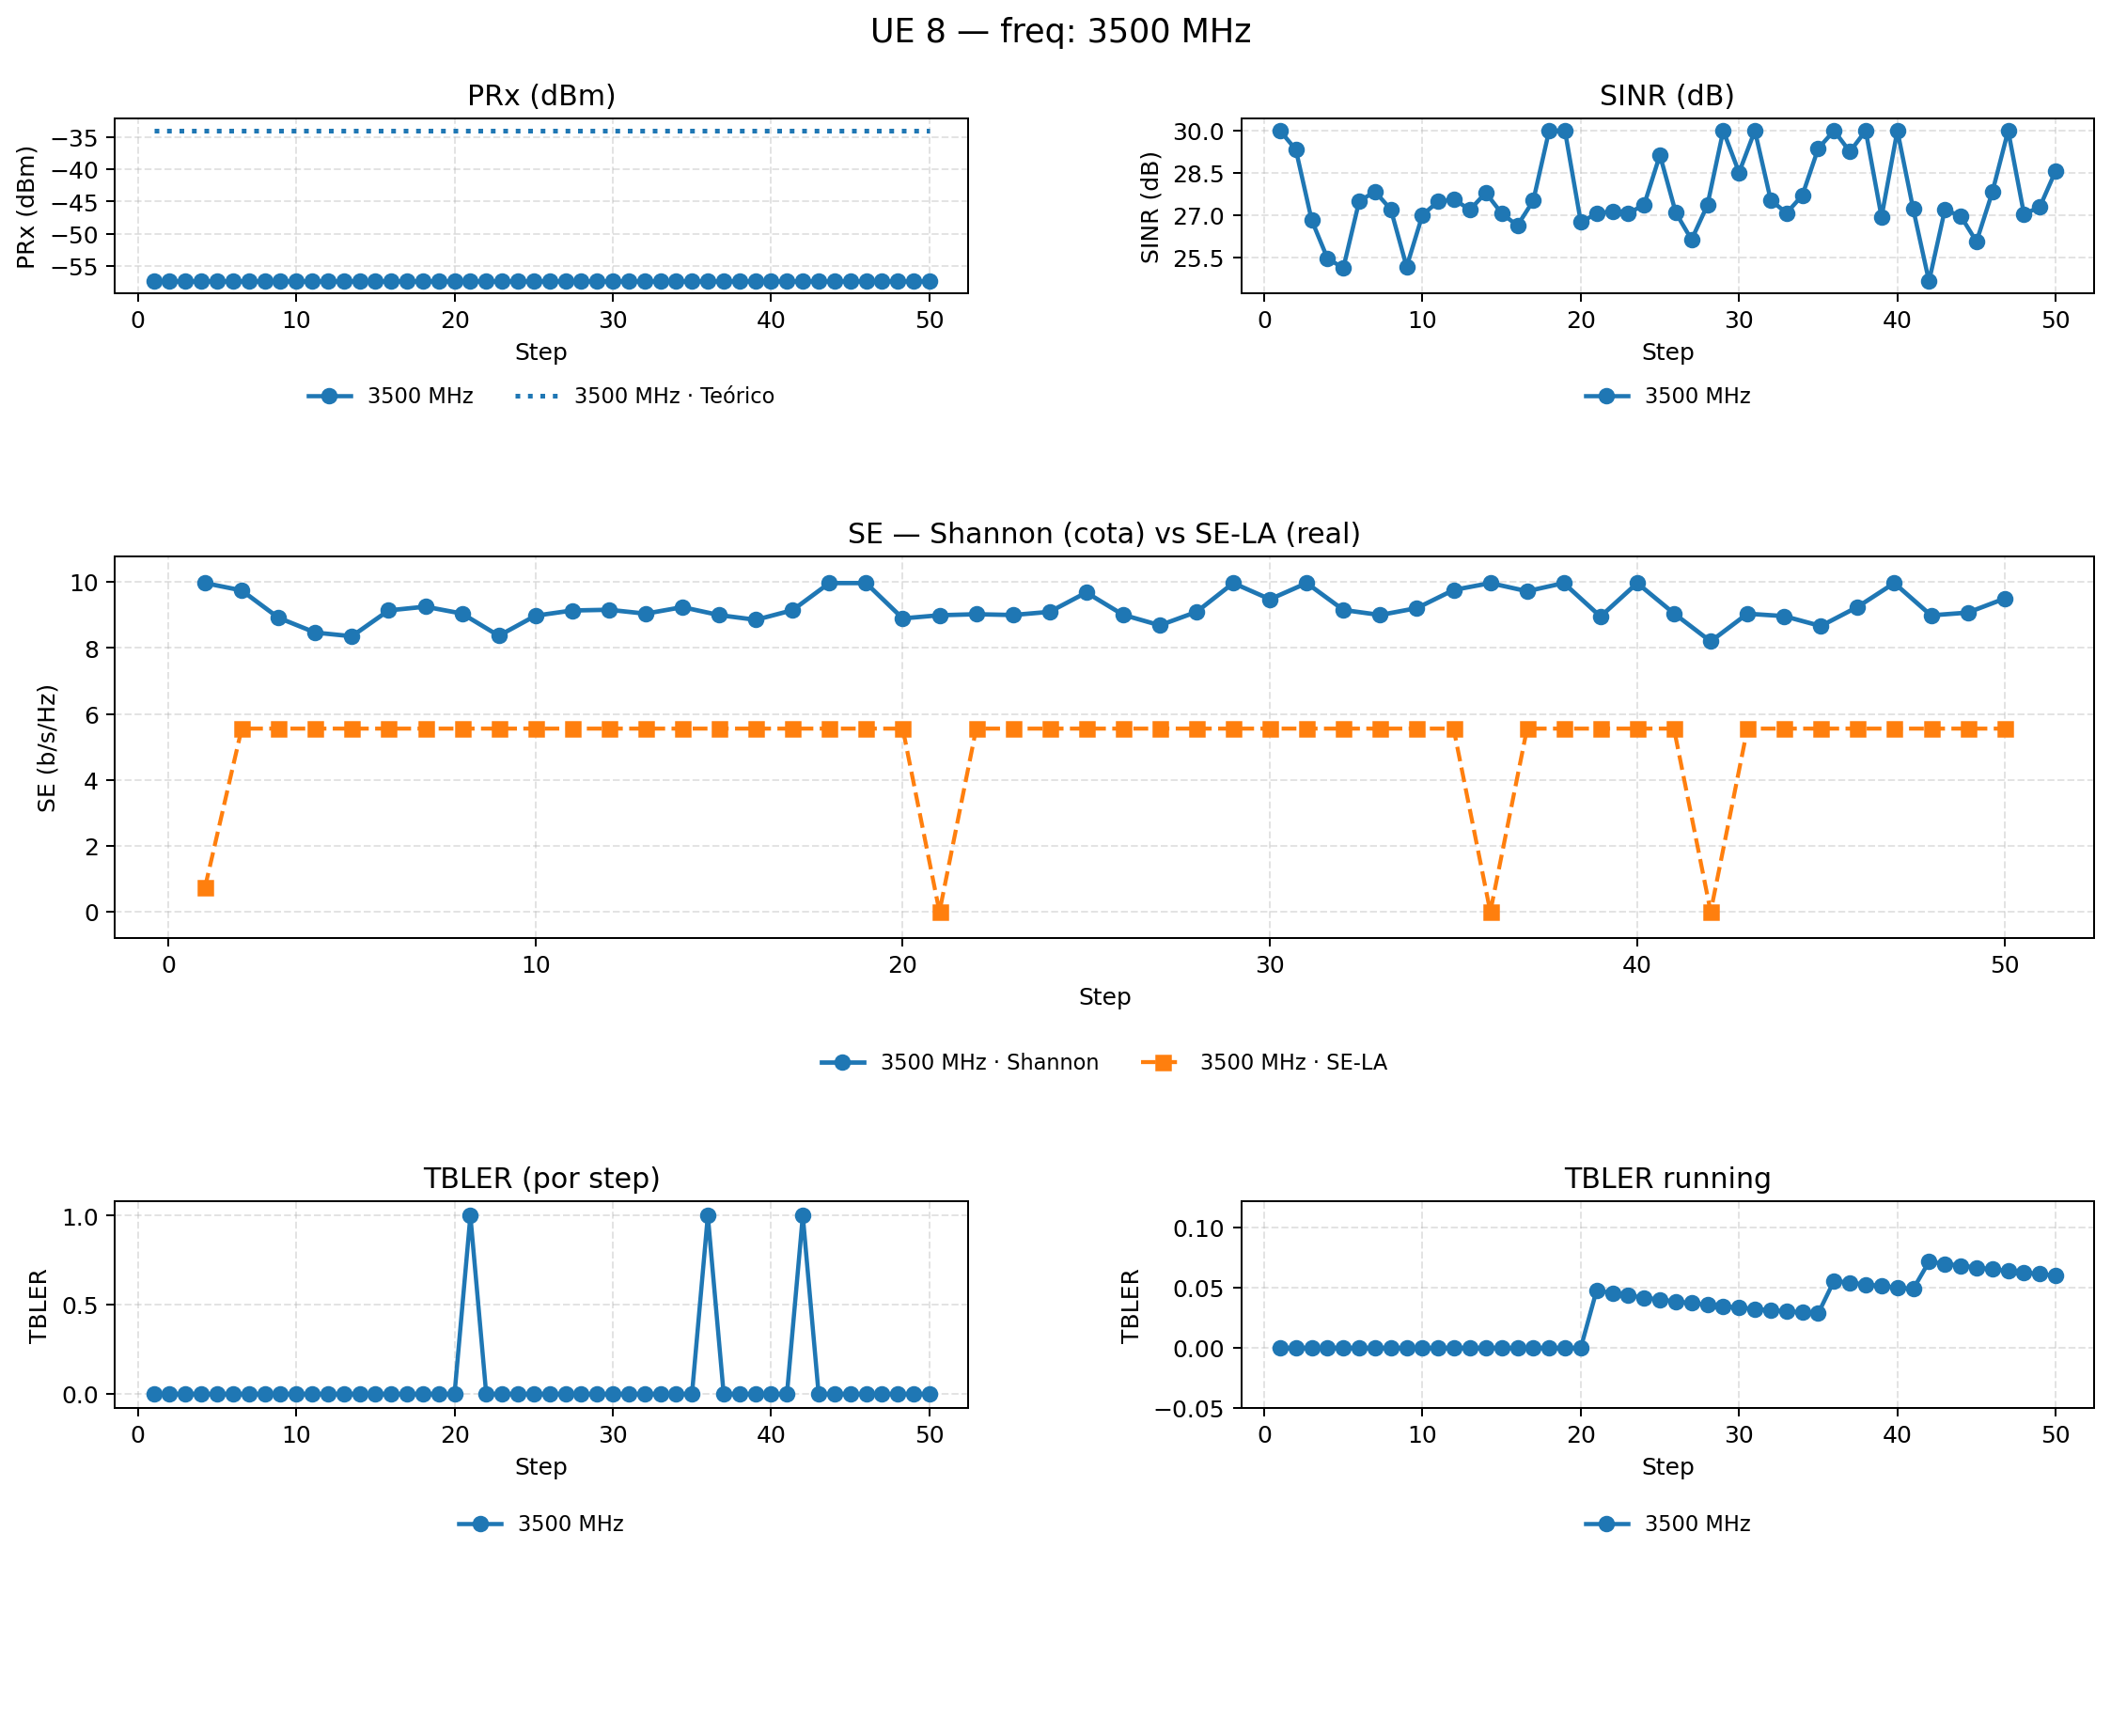 UE 8 — freq: 3500 MHz
PRx (dBm)
PRx (dBm)
−35
−40
−45
−50
−55
0 10 20 30 40 50
Step
3500 MHz 3500 MHz · Teórico
SINR (dB)
SINR (dB)
30.0
28.5
27.0
25.5
0 10 20 30 40 50
Step
3500 MHz
SE — Shannon (cota) vs SE-LA (real)
SE (b/s/Hz)
10
8
6
4
2
0
0 10 20 30 40 50
Step
3500 MHz · Shannon 3500 MHz · SE-LA
TBLER (por step)
TBLER
1.0
0.5
0.0
0 10 20 30 40 50
Step
3500 MHz
TBLER running
TBLER
0.10
0.05
0.00
−0.05
0 10 20 30 40 50
Step
3500 MHz